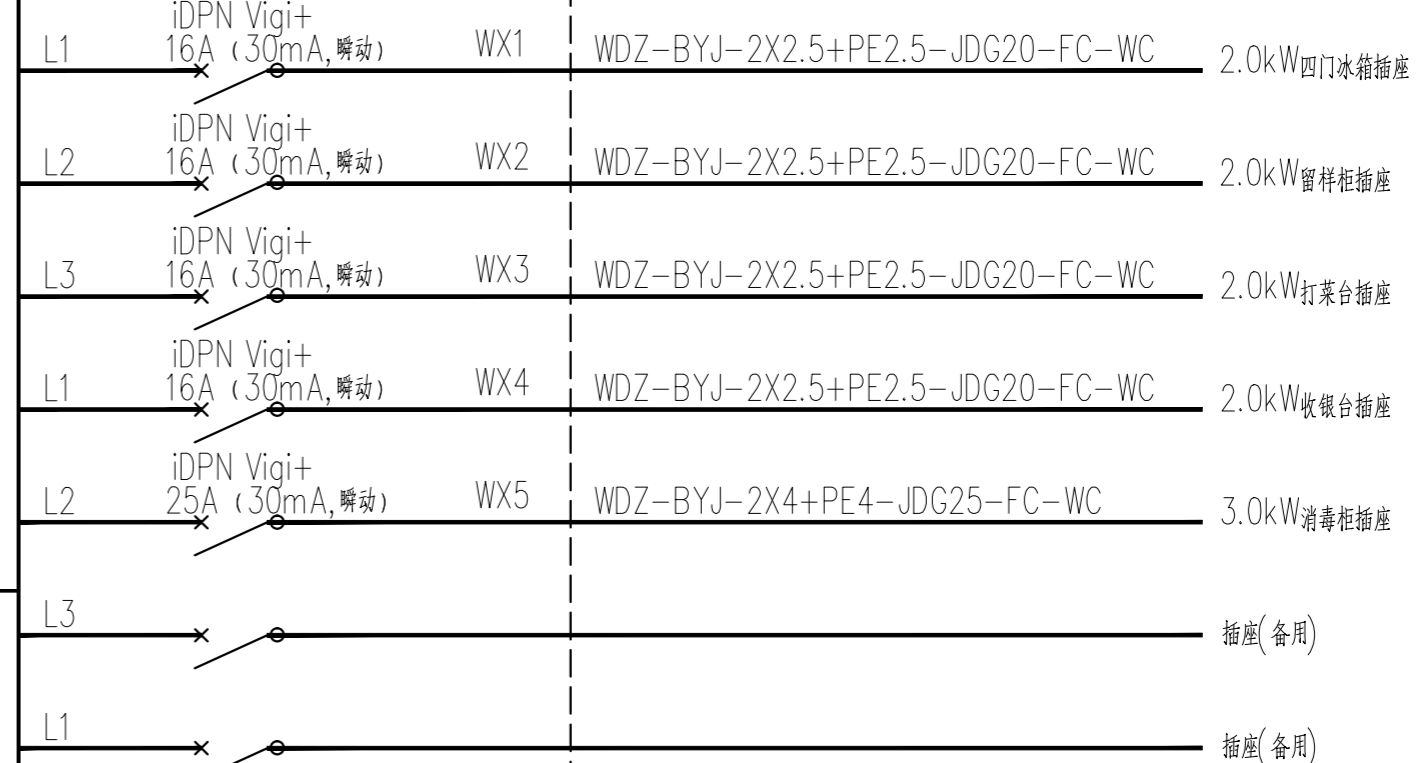 iDPN Vigi+
L1 16A (30mA,瞬动) WX1 WDZ-BYJ-2X2.5+PE2.5-JDG20-FC-WC 2.0kW四门冰箱插座
iDPN Vigi+
L2 16A (30mA,瞬动) WX2 WDZ-BYJ-2X2.5+PE2.5-JDG20-FC-WC 2.0kW留样柜插座
iDPN Vigi+
L3 16A (30mA,瞬动) WX3 WDZ-BYJ-2X2.5+PE2.5-JDG20-FC-WC 2.0kW打菜台插座
iDPN Vigi+
L1 16A (30mA,瞬动) WX4 WDZ-BYJ-2X2.5+PE2.5-JDG20-FC-WC 2.0kW收银台插座
iDPN Vigi+
L2 25A (30mA,瞬动) WX5 WDZ-BYJ-2X4+PE4-JDG25-FC-WC 3.0kW消毒柜插座
L3 插座(备用)
L1 插座(备用)